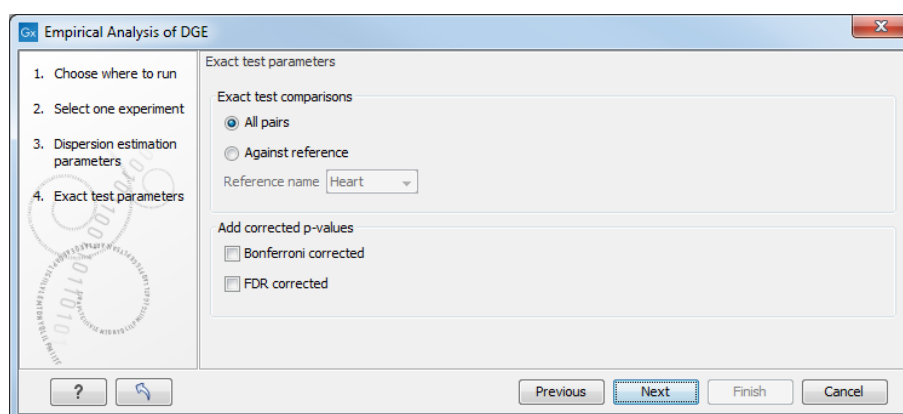 Gx Empirical Analysis of DGE
1. Choose where to run
2. Select one experiment
3. Dispersion estimation
parameters
4. Exact test parameters
Exact test parameters
Exact test comparisons
All pairs
Against reference
Reference name Heart
Add corrected p-values
Bonferroni corrected
FDR corrected
?
Previous Next Finish Cancel